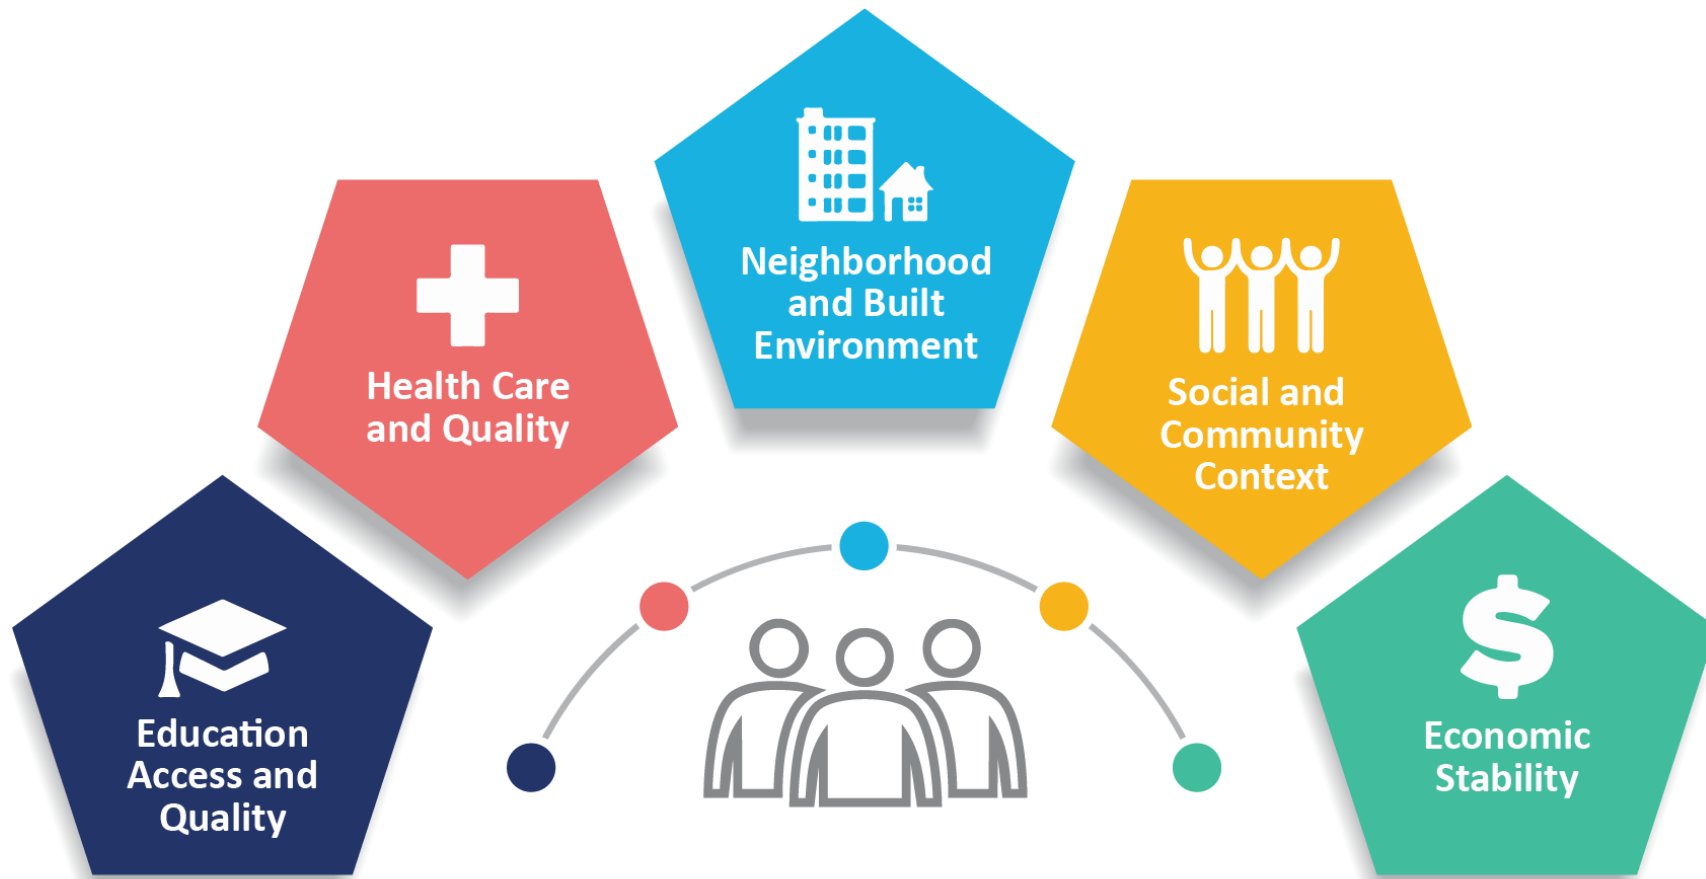 Neighborhood
and Built
Environment
Health Care
and Quality
Social and
Community
Context
Education
Access and
Quality
Economic
Stability